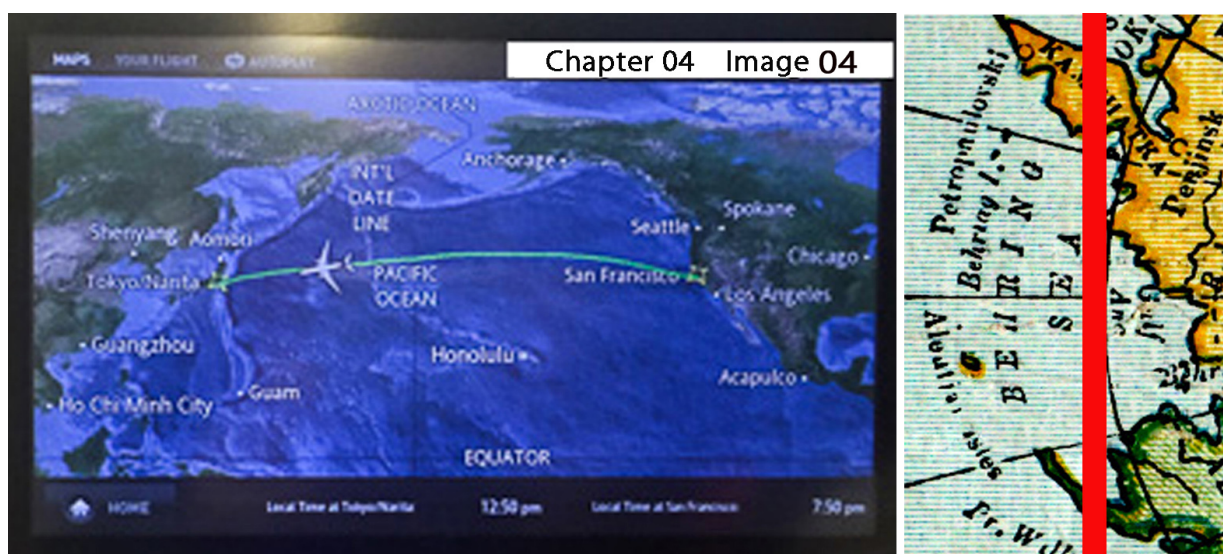 MAPS YOUR FLIGHT AUTOPLAY
Chapter 04 Image 04
ARCTIC OCEAN
Anchorage
INT'L
DATE
LINE
Seattle
Spokane
Shenyang
Aomori
Chicago
Tokyo/Narita
PACIFIC
OCEAN
San Francisco
Los Angeles
Guangzhou
Honolulu
Acapulco
Guam
Ho Chi Minh City
EQUATOR
HOME
Local Time at Tokyo/Narita 12:50 pm
Local Time at San Francisco 7:50 pm
Petropaulovski
Behring I.
BEHRING
SEA
Isles
Pr. Will